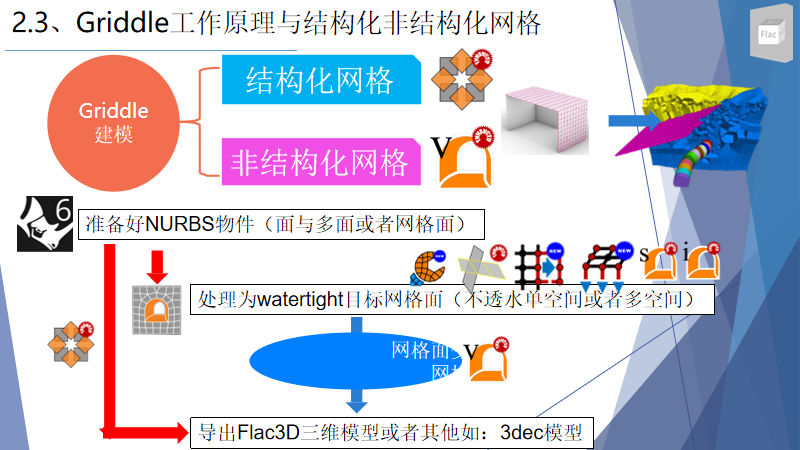 2.3、Griddle工作原理与结构化非结构化网格
Flac
Griddle
建模
结构化网格
非结构化网格
V
6
准备好NURBS物件（面与多面或者网格面）
NEW
NEW
NEW
s
i
处理为watertight目标网格面（不透水单空间或者多空间）
网格面
网
V
导出Flac3D三维模型或者其他如：3dec模型